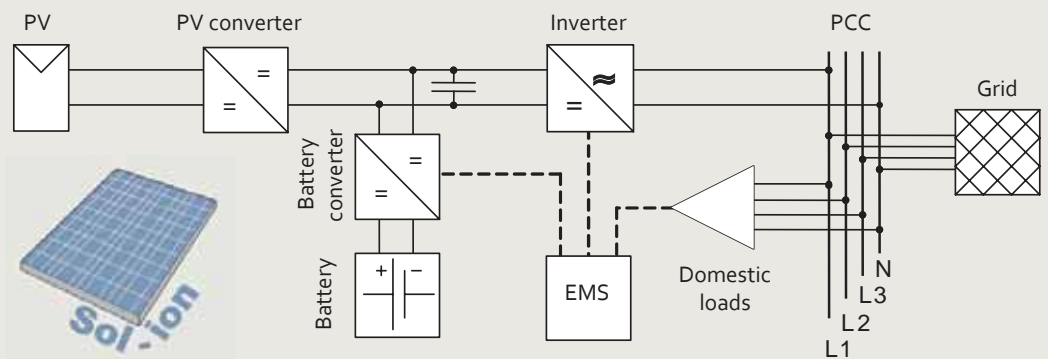 PV
PV converter
Inverter
PCC
Grid
=
=
≈
=
Battery
converter
=
=
Battery
+ −
EMS
Domestic
loads
N
L3
L2
L1
Sol-ion